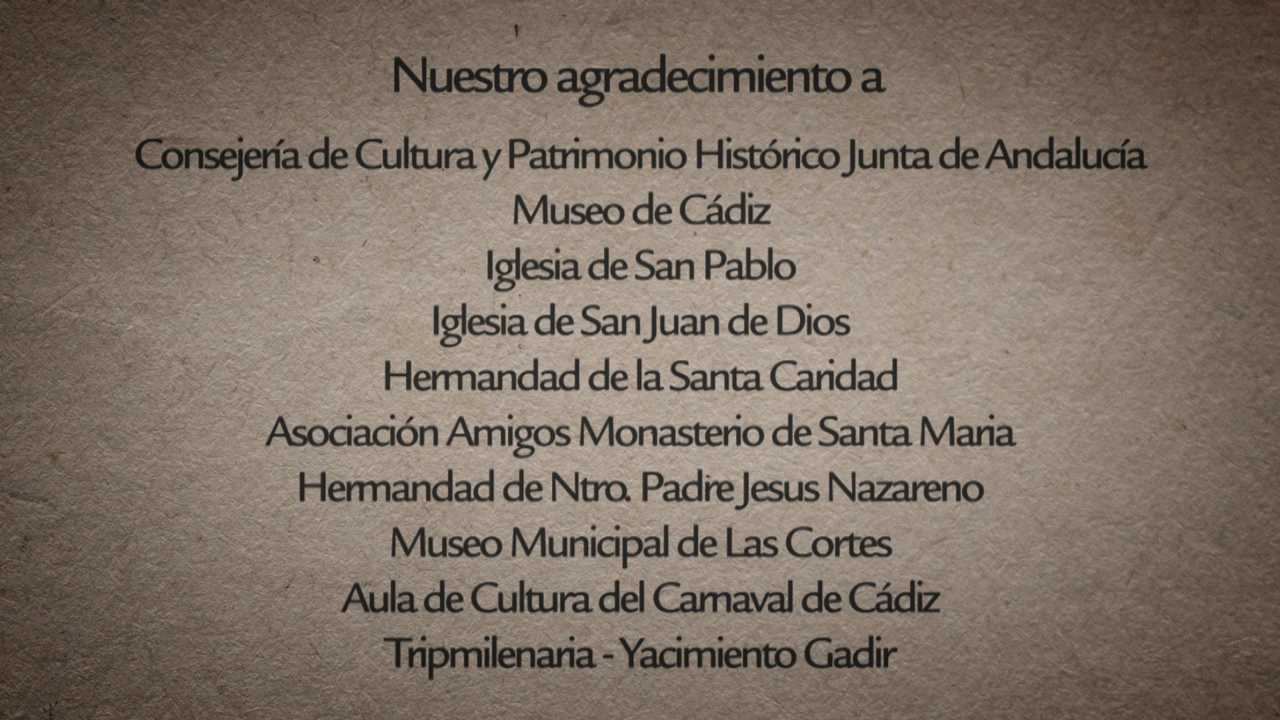 Nuestro agradecimiento a
Consejería de Cultura y Patrimonio Histórico Junta de Andalucía
Museo de Cádiz
Iglesia de San Pablo
Iglesia de San Juan de Dios
Hermandad de la Santa Caridad
Asociación Amigos Monasterio de Santa Maria
Hermandad de Ntro. Padre Jesus Nazareno
Museo Municipal de Las Cortes
Aula de Cultura del Carnaval de Cádiz
Tripmilenaria - Yacimiento Gadir